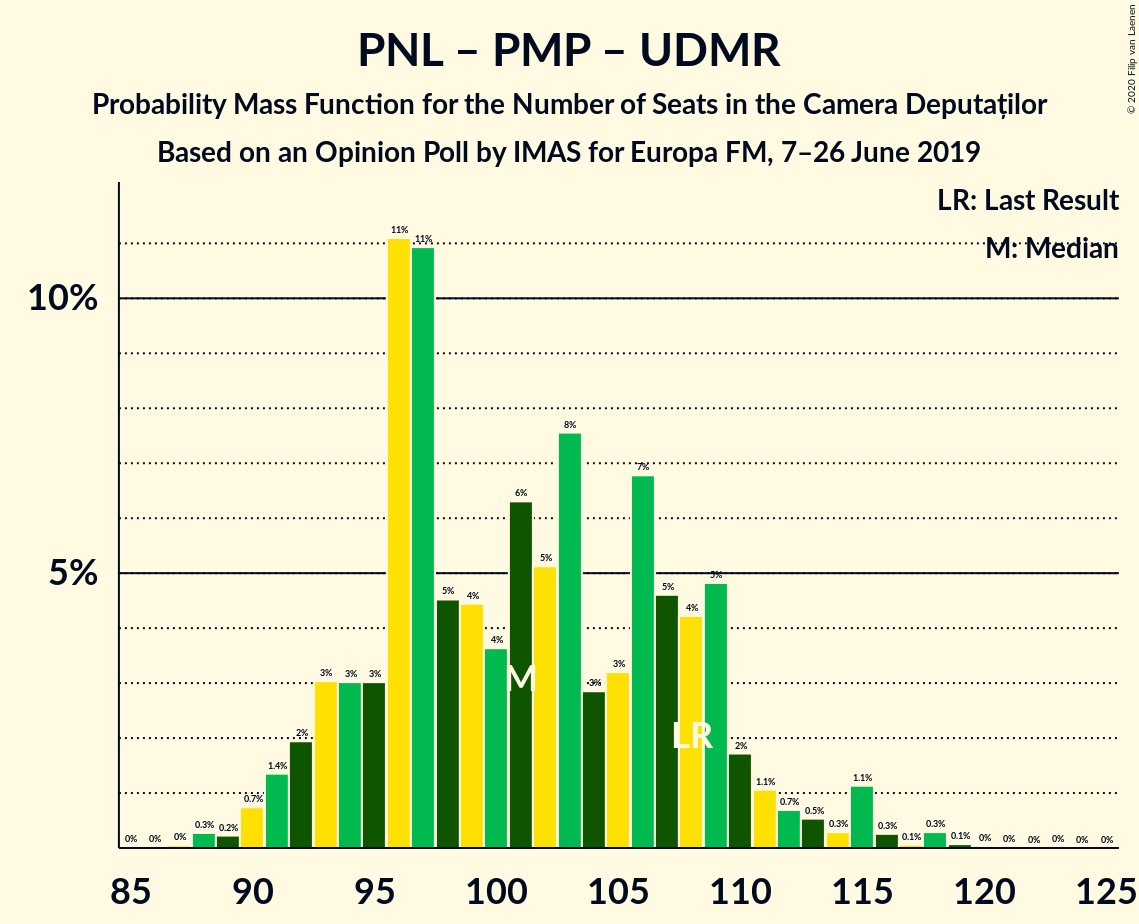 PNL – PMP – UDMR
Probability Mass Function for the Number of Seats in the Camera Deputaților
Based on an Opinion Poll by IMAS for Europa FM, 7–26 June 2019
© 2020 Filip van Laenen
LR: Last Result
M: Median
10%
5%
0% 0% 0% 0.3% 0.2% 0.7% 1.4% 2% 3% 3% 3% 11% 11% 5% 4% 4% 6% 5% 8% 3% 3% 7% 5% 4% 5% 2% 1.1% 0.7% 0.5% 0.3% 1.1% 0.3% 0.1% 0.3% 0.1% 0% 0% 0% 0% 0% 0%
M
LR
85 90 95 100 105 110 115 120 125